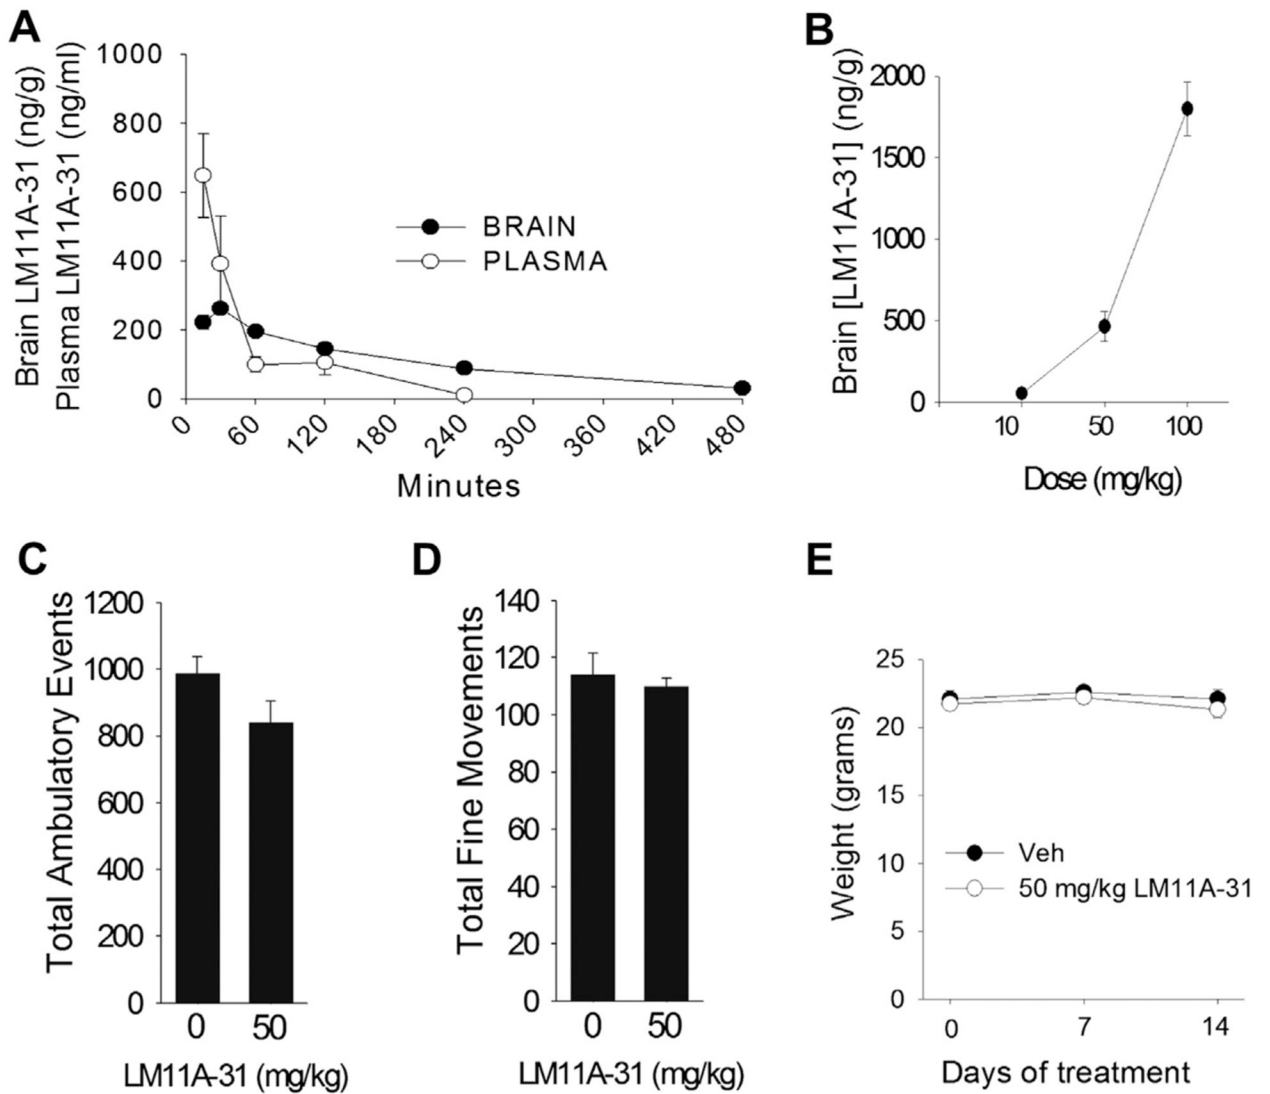 A
Brain LM11A-31 (ng/g)
Plasma LM11A-31 (ng/ml)
1000
800
600
400
200
0
BRAIN
PLASMA
0 60 120 180 240 300 360 420 480
Minutes
B
Brain [LM11A-31] (ng/g)
2000
1500
1000
500
0
10 50 100
Dose (mg/kg)
C
Total Ambulatory Events
1200
1000
800
600
400
200
0
0 50
LM11A-31 (mg/kg)
D
Total Fine Movements
140
120
100
80
60
40
20
0
0 50
LM11A-31 (mg/kg)
E
Weight (grams)
25
20
15
10
5
0
Veh
50 mg/kg LM11A-31
0 7 14
Days of treatment